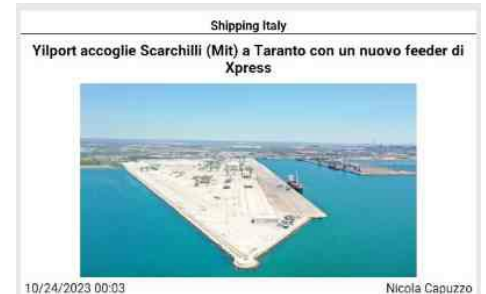 Shipping Italy
Yilport accoglie Scarchilli (Mit) a Taranto con un nuovo feeder di
Xpress
10/24/2023 00:03
Nicola Capuzzo